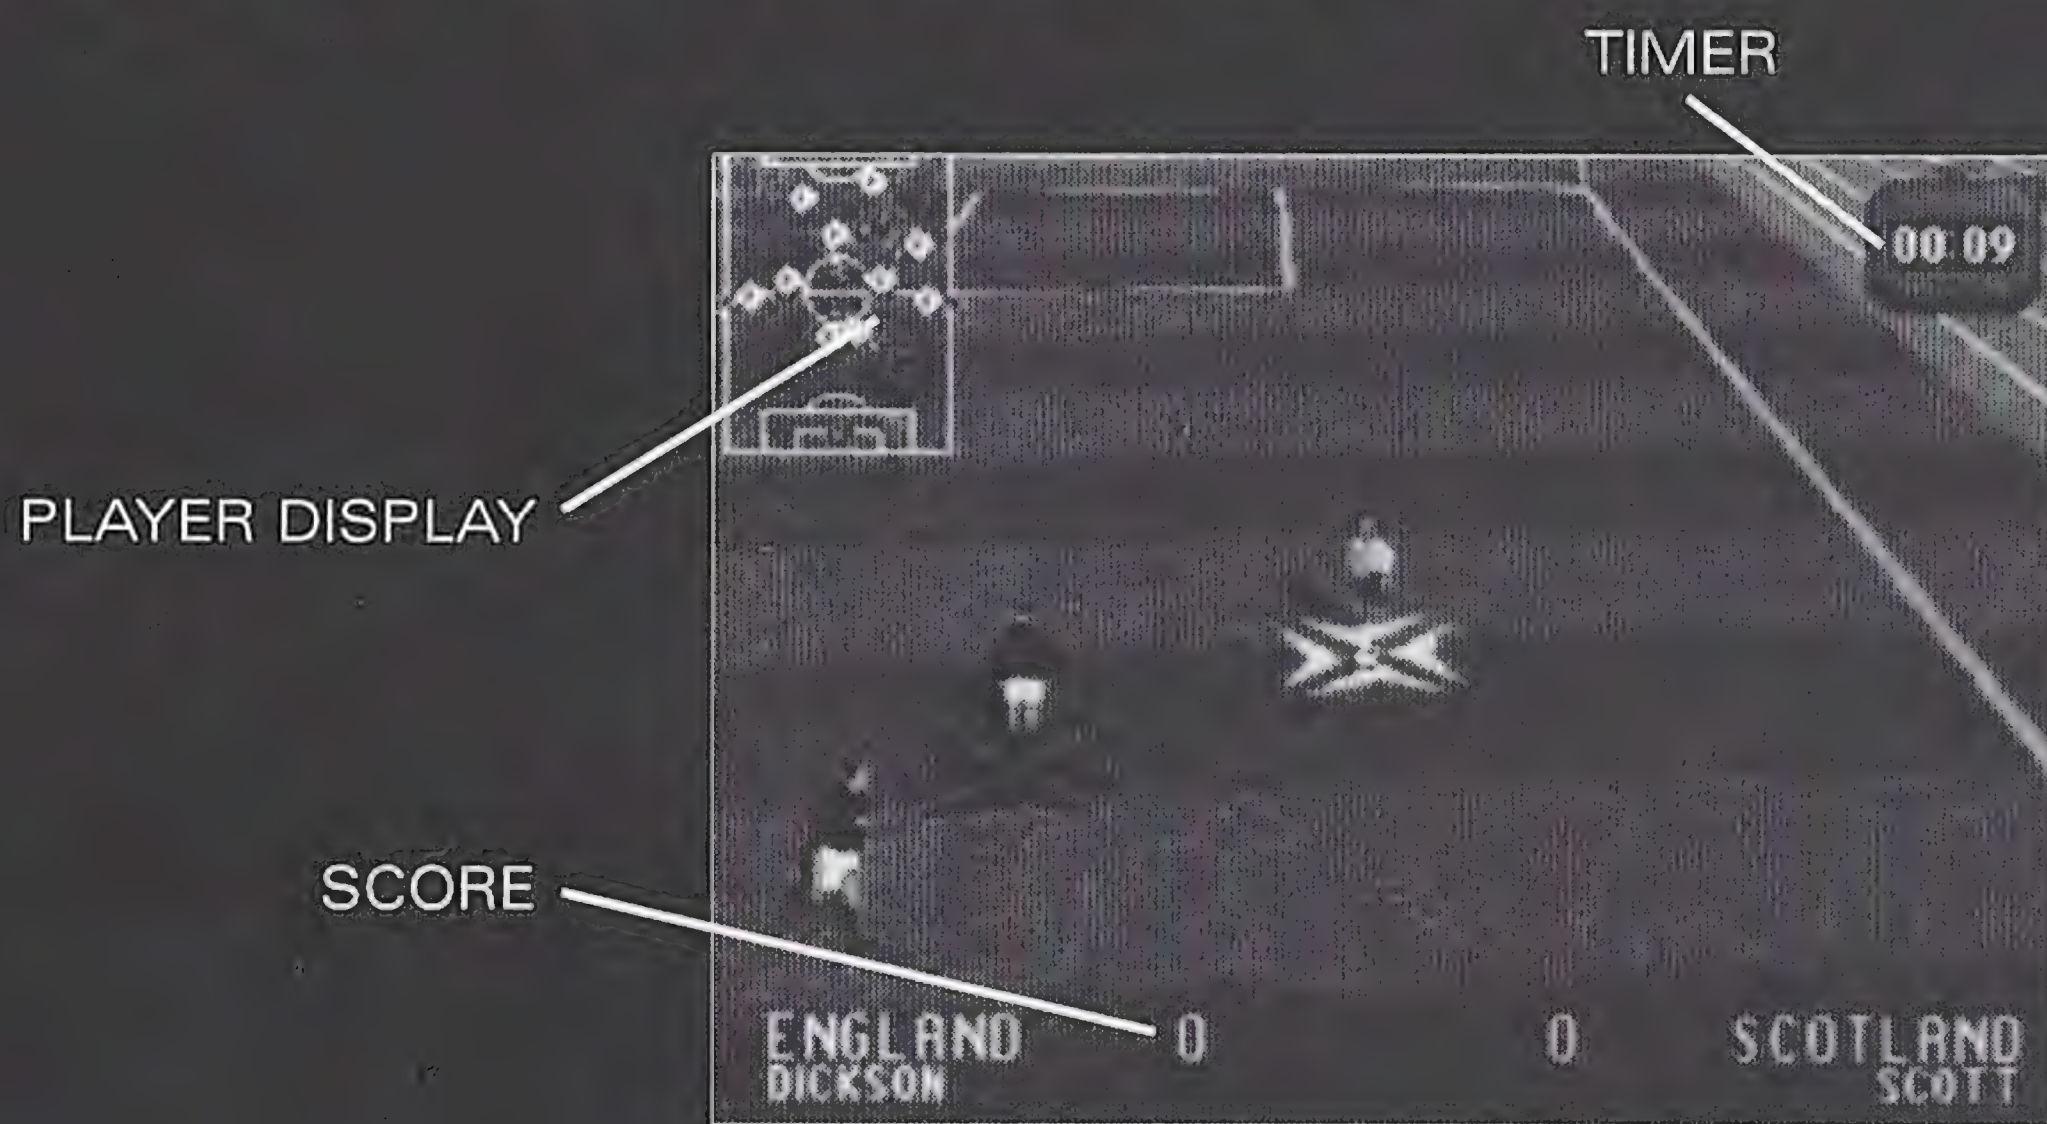 TIMER
00:09
PLAYER DISPLAY
SCORE
ENGLAND 0 0 SCOTLAND
DICKSON SCOTT